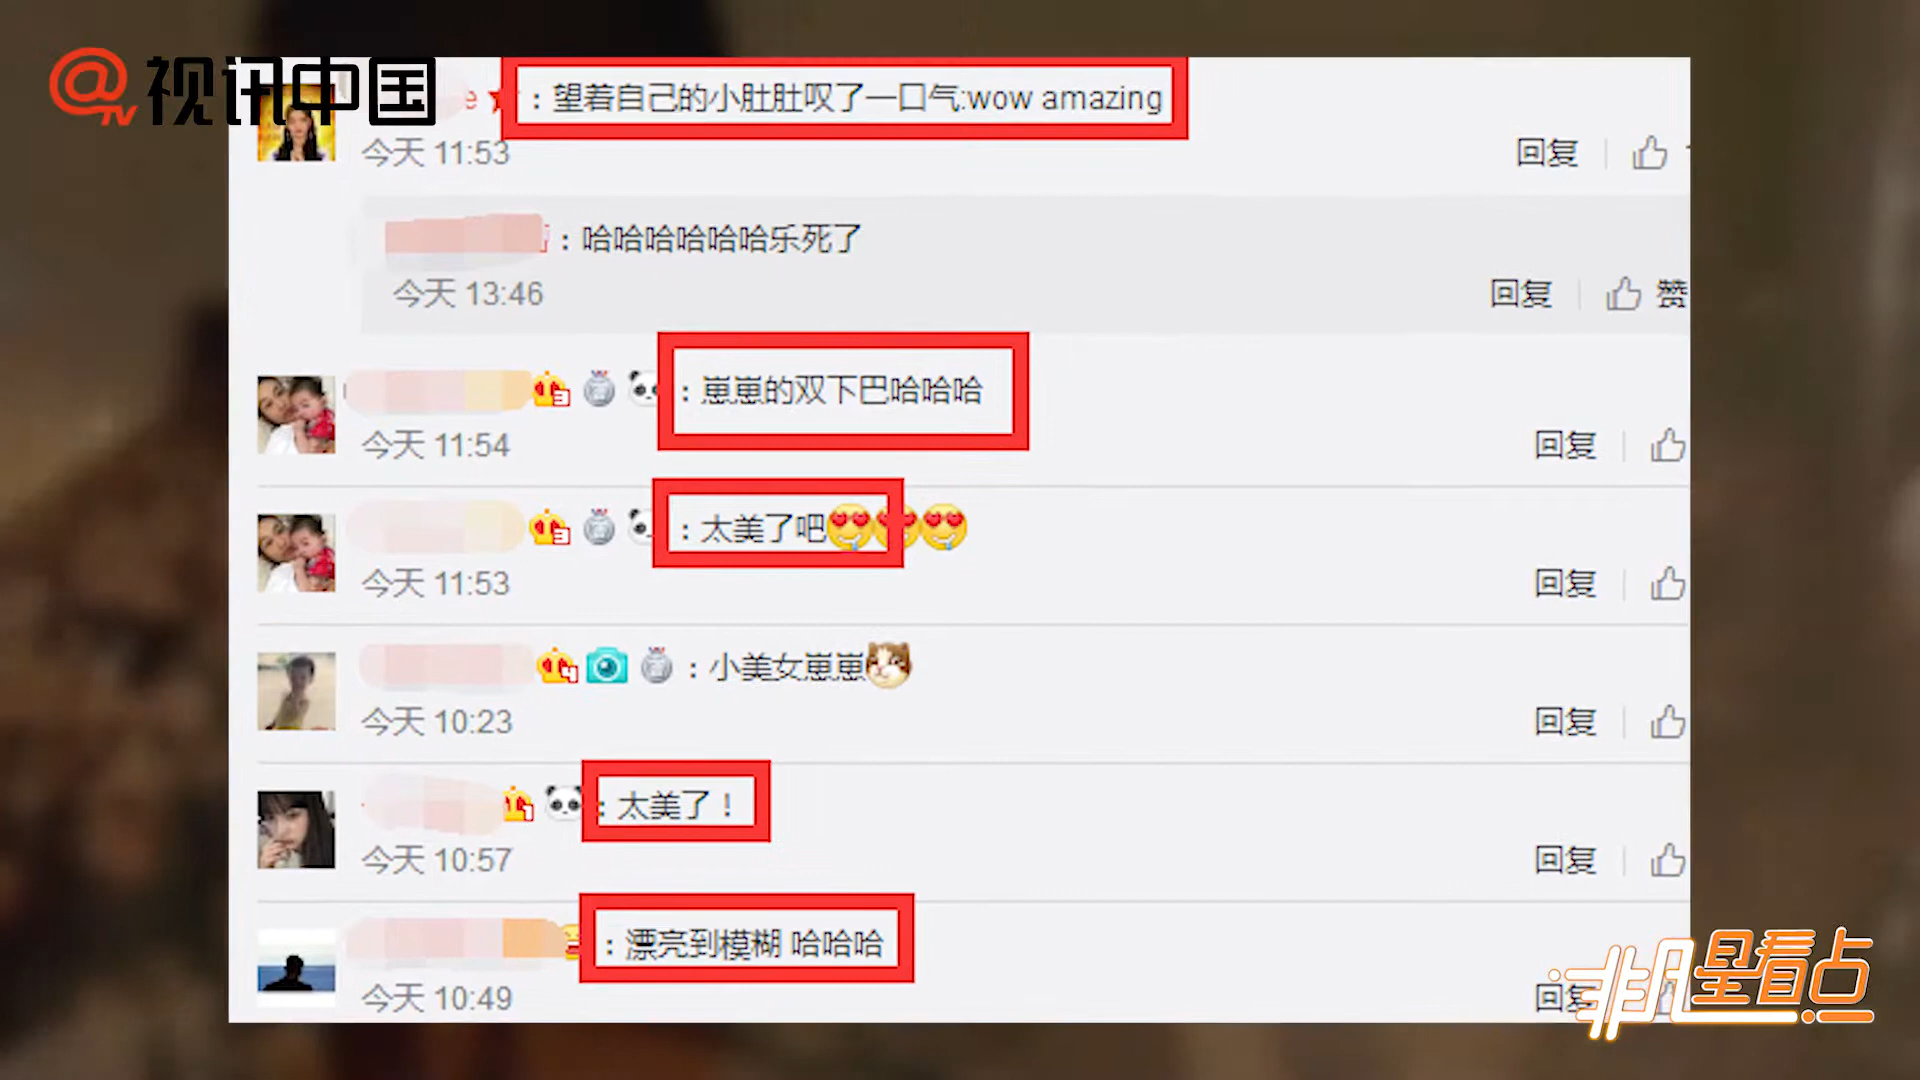 @TV 视讯中国
e : 望着自己的小肚肚叹了一口气:wow amazing
今天 11:53
回复
: 哈哈哈哈哈哈乐死了
今天 13:46
回复 赞
: 崽崽的双下巴哈哈哈
今天 11:54
回复
: 太美了吧
今天 11:53
回复
: 小美女崽崽
今天 10:23
回复
: 太美了！
今天 10:57
回复
: 漂亮到模糊 哈哈哈
今天 10:49
回复
非凡星看点